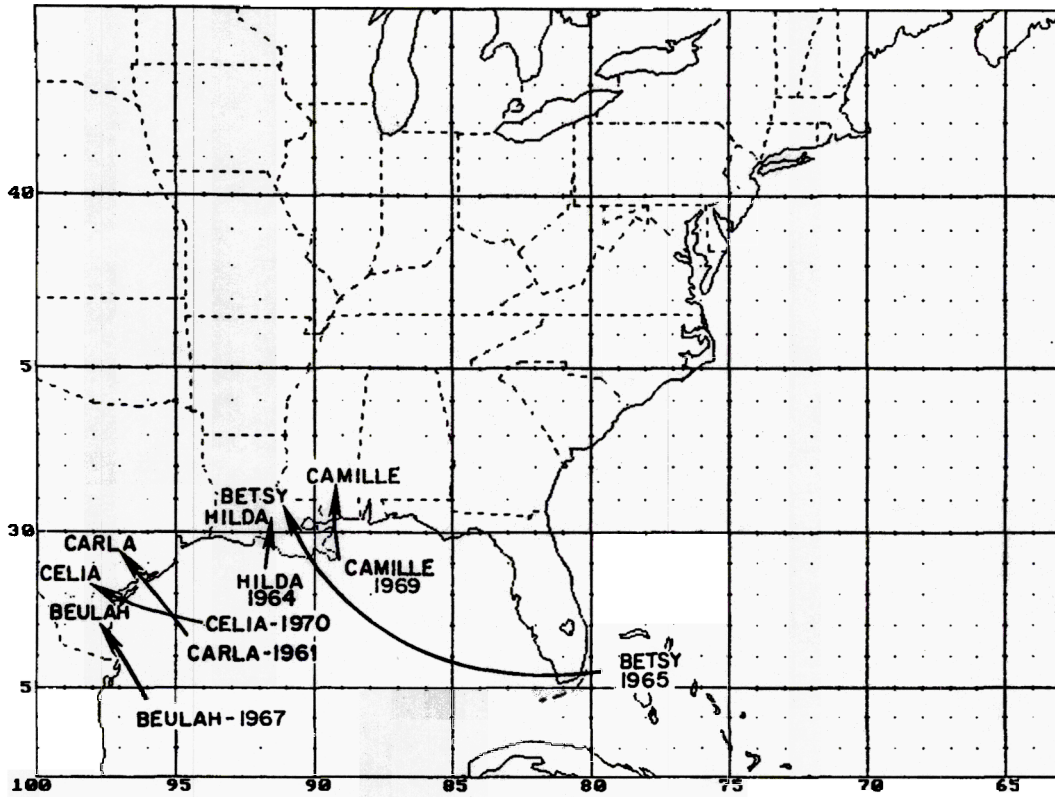 40
5
CAMILLE
BETSY
HILDA
30
CARLA
CELIA
HILDA
1964
CAMILLE
1969
BEULAH
CELIA-1970
CARLA-1961
BETSY
1965
5
BEULAH-1967
100
95
90
85
80
75
70
65